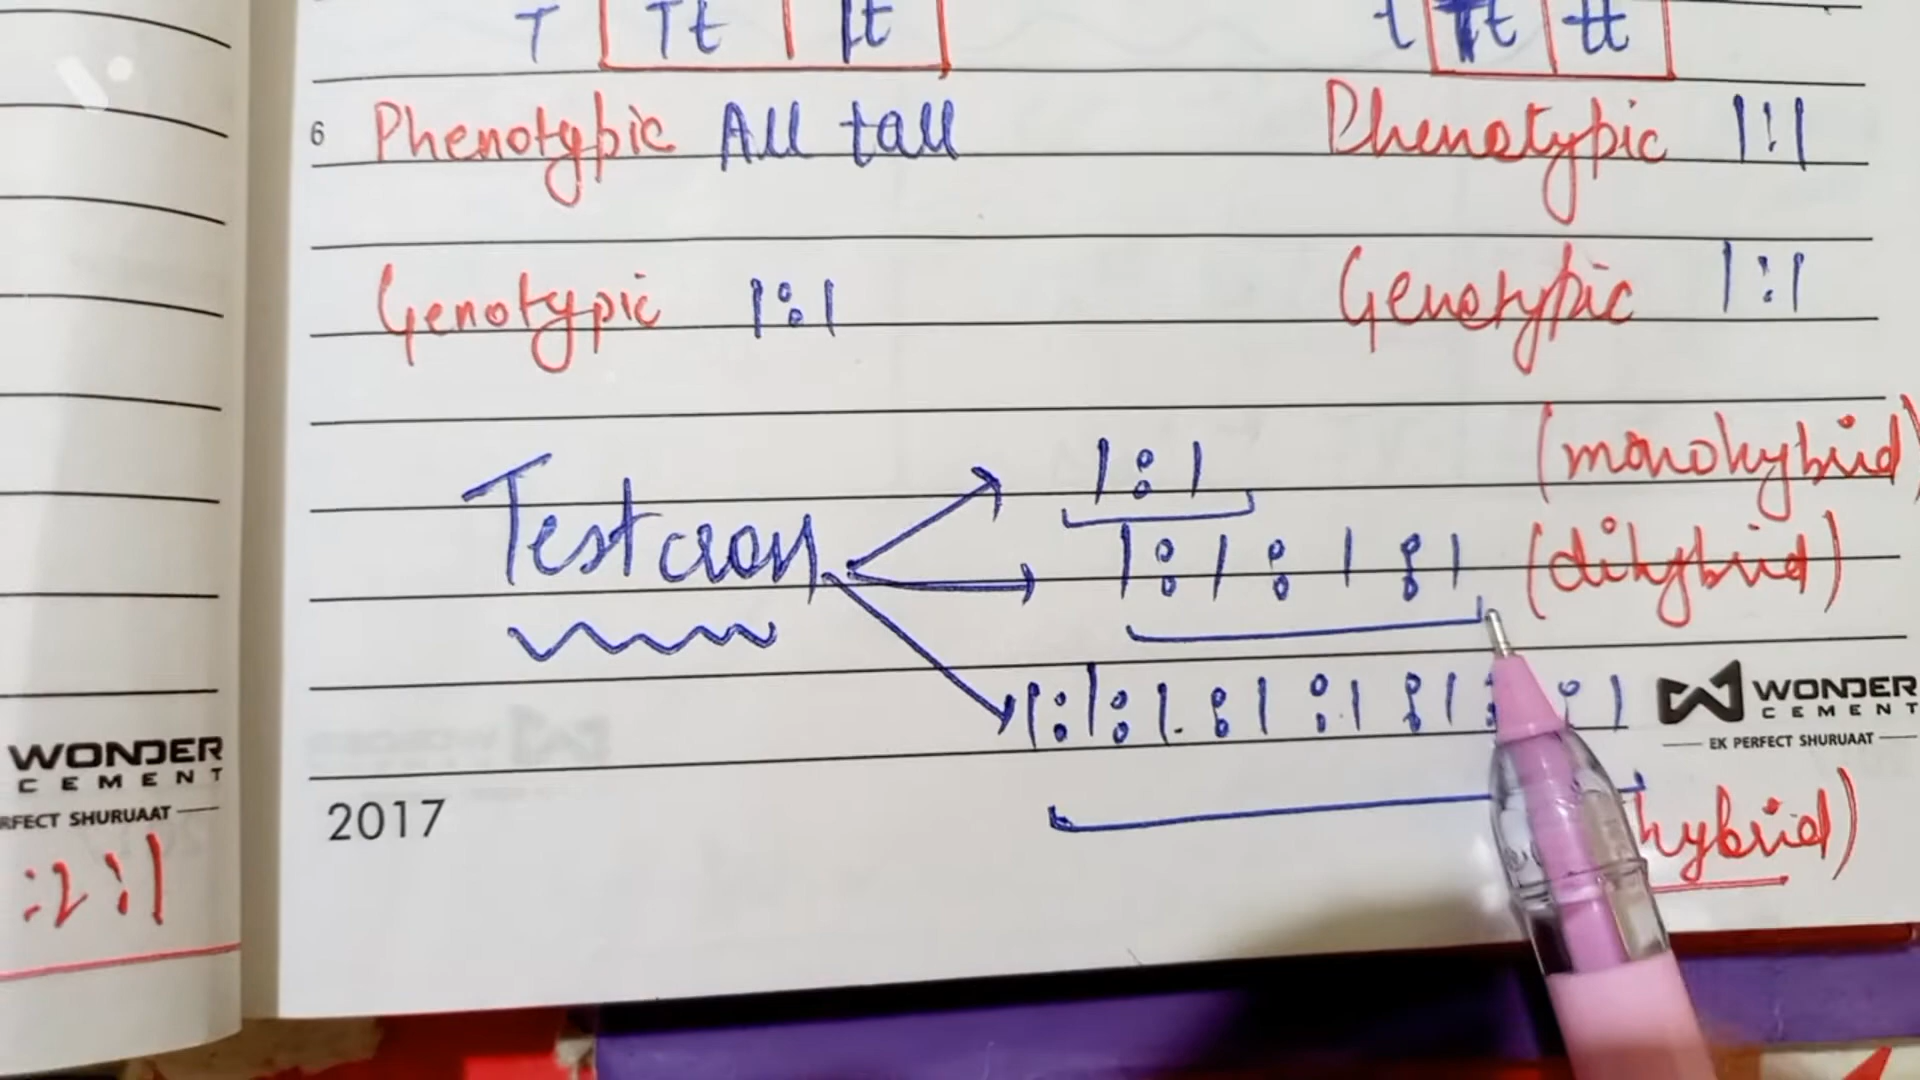 T Tt Tt t Tt tt
6 Phenotypic All tall Phenotypic 1:1
Genotypic 1:1 Genotypic 1:1
1:1 (monohybrid)
Test cross 1:1:1:1 (dihybrid)
1:1:1:1:1:1:1:1
WONDER
CEMENT
EK PERFECT SHURUAAT
hybrid)
2017
WONDER
CEMENT
RFECT SHURUAAT
:2:1